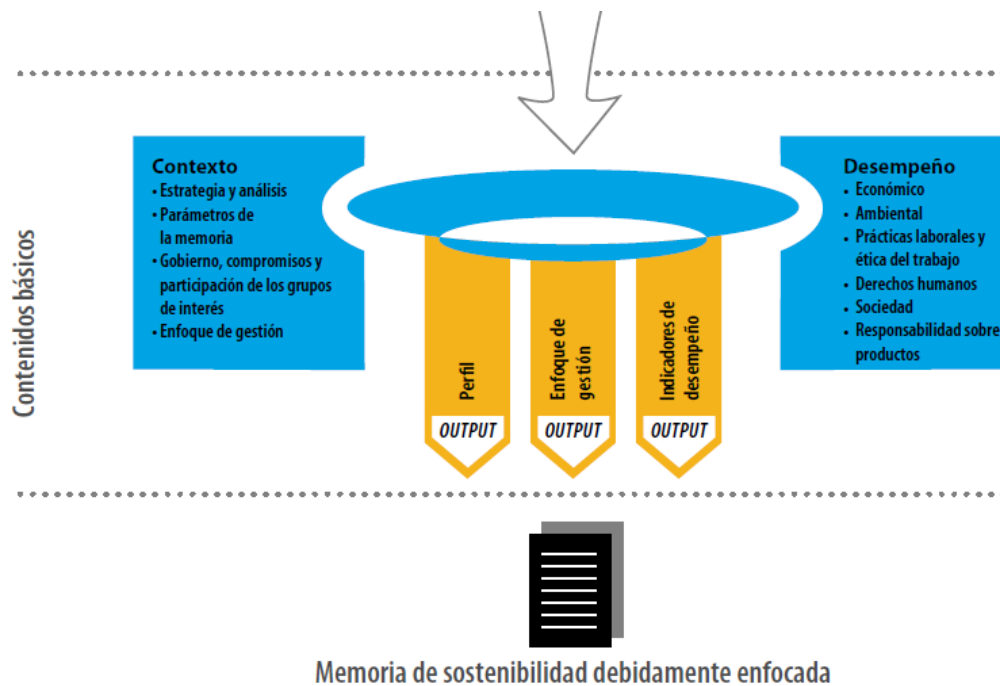 Contenidos básicos
Contexto
• Estrategia y análisis
• Parámetros de
la memoria
• Gobierno, compromisos y
participación de los grupos
de interés
• Enfoque de gestión
Desempeño
• Económico
• Ambiental
• Prácticas laborales y
ética del trabajo
• Derechos humanos
• Sociedad
• Responsabilidad sobre
productos
Perfil
OUTPUT
Enfoque de
gestión
OUTPUT
Indicadores de
desempeño
OUTPUT
Memoria de sostenibilidad debidamente enfocada